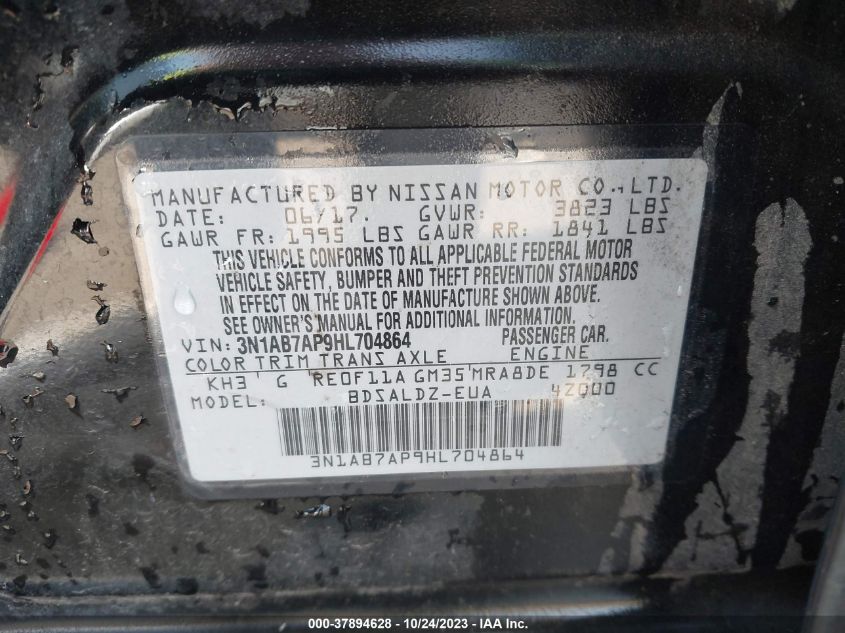 MANUFACTURED BY NISSAN MOTOR CO.,LTD.
DATE: 06/17. GVWR: 3823 LBS
GAWR FR: 1995 LBS GAWR RR: 1841 LBS
THIS VEHICLE CONFORMS TO ALL APPLICABLE FEDERAL MOTOR
VEHICLE SAFETY, BUMPER AND THEFT PREVENTION STANDARDS
IN EFFECT ON THE DATE OF MANUFACTURE SHOWN ABOVE.
SEE OWNER'S MANUAL FOR ADDITIONAL INFORMATION.
VIN: 3N1AB7AP9HL704864 PASSENGER CAR.
COLOR TRIM TRANS AXLE ENGINE
KH3 G RE0F11A GM35 MRA8DE 1798 CC
MODEL: BDSALDZ-EUA 4Z000
3N1AB7AP9HL704864
000-37894628 - 10/24/2023 - IAA Inc.